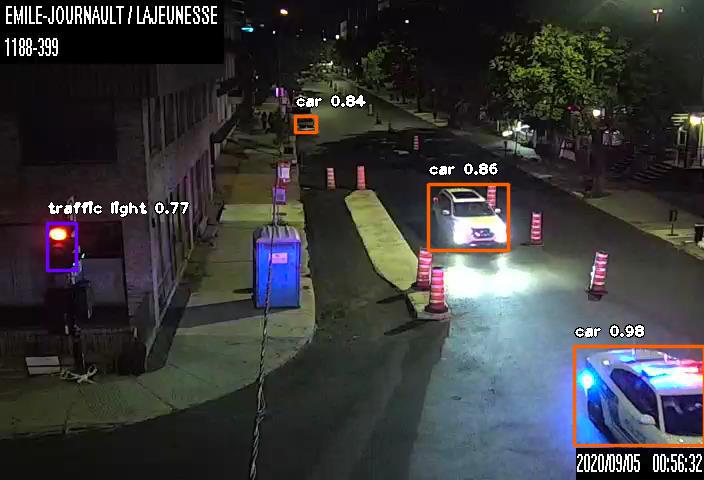 EMILE-JOURNAULT / LAJEUNESSE
1188-399
car 0.84
car 0.86
traffic light 0.77
car 0.98
2020/09/05 00:56:32